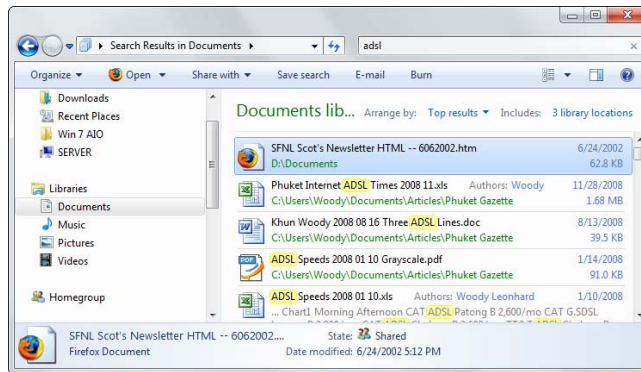 Search Results in Documents
adsl
Organize Open Share with Save search E-mail Burn
Downloads
Recent Places
Win 7 AIO
SERVER
Libraries
Documents
Music
Pictures
Videos
Homegroup
Documents lib... Arrange by: Top results Includes: 3 library locations
SFNL Scot's Newsletter HTML -- 6062002.htm 6/24/2002
D:\Documents 62.8 KB
Phuket Internet ADSL Times 2008 11.xls Authors: Woody 11/28/2008
C:\Users\Woody\Documents\Articles\Phuket Gazette 1.68 MB
Khun Woody 2008 08 16 Three ADSL Lines.doc 8/13/2008
C:\Users\Woody\Documents\Articles\Phuket Gazette 39.5 KB
ADSL Speeds 2008 01 10 Grayscale.pdf 1/14/2008
C:\Users\Woody\Documents\Articles\Phuket Gazette 91.0 KB
ADSL Speeds 2008 01 10.xls Authors: Woody Leonhard 1/10/2008
... Chart1 Morning Afternoon CAT ADSL Patong B 2,600/mo CAT G.SDSL
SFNL Scot's Newsletter HTML -- 6062002.... State: Shared
Firefox Document Date modified: 6/24/2002 5:12 PM